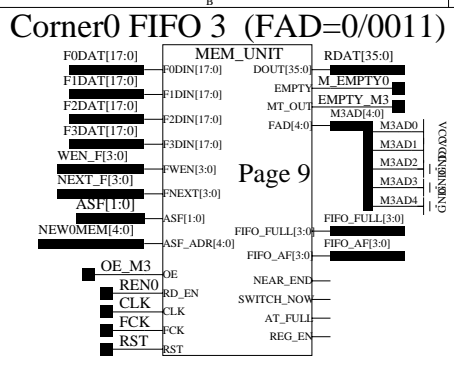 B
Corner0 FIFO 3 (FAD=0/0011)
F0DAT[17:0]
MEM_UNIT
RDAT[35:0]
F0DIN[17:0]
DOUT[35:0]
M_EMPTY0
F1DAT[17:0]
F1DIN[17:0]
EMPTY
EMPTY_M3
F2DAT[17:0]
MT_OUT
M3AD[4:0]
F2DIN[17:0]
FAD[4:0]
M3AD0
VCC
F3DAT[17:0]
F3DIN[17:0]
M3AD1
WEN_F[3:0]
M3AD2
FWEN[3:0]
Page 9
NEXT_F[3:0]
M3AD3
FNEXT[3:0]
ASF[1:0]
M3AD4
GND
ASF[1:0]
FIFO_FULL[3:0]
NEW0MEM[4:0]
FIFO_FULL[3:0]
ASF_ADR[4:0]
FIFO_AF[3:0]
FIFO_AF[3:0]
OE_M3
OE
NEAR_END
REN0
RD_EN
SWITCH_NOW
CLK
CLK
AT_FULL
FCK
FCK
REG_EN
RST
RST